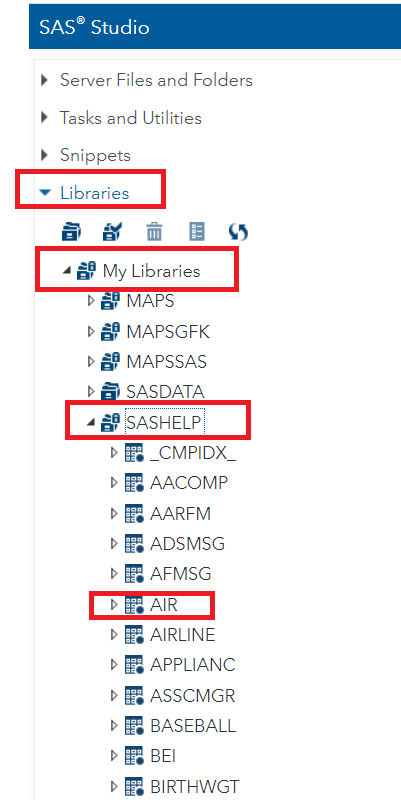 SAS® Studio
Server Files and Folders
Tasks and Utilities
Snippets
Libraries
My Libraries
MAPS
MAPSGFK
MAPSSAS
SASDATA
SASHELP
_CMPIDX_
AACOMP
AARFM
ADSMSG
AFMSG
AIR
AIRLINE
APPLIANC
ASSCMGR
BASEBALL
BEI
BIRTHWGT